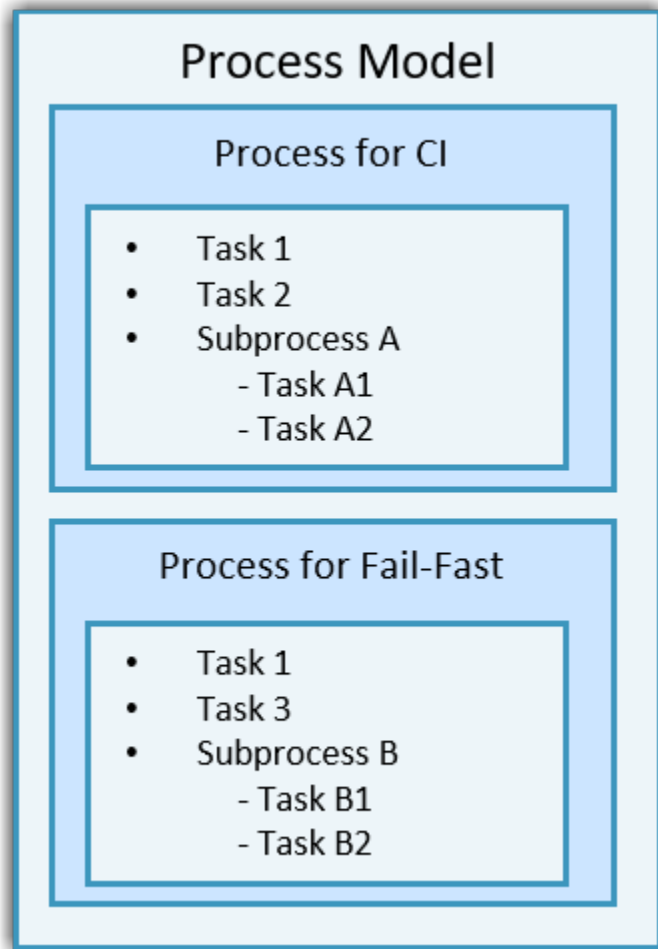 Process Model
Process for CI
• Task 1
• Task 2
• Subprocess A
- Task A1
- Task A2
Process for Fail-Fast
• Task 1
• Task 3
• Subprocess B
- Task B1
- Task B2